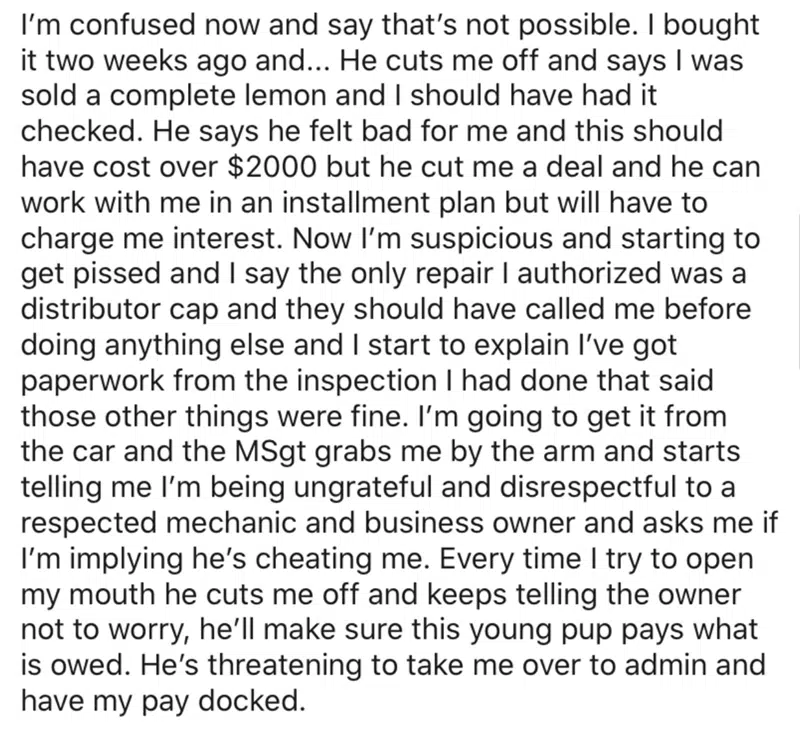 I'm confused now and say that's not possible. I bought
it two weeks ago and... He cuts me off and says I was
sold a complete lemon and I should have had it
checked. He says he felt bad for me and this should
have cost over $2000 but he cut me a deal and he can
work with me in an installment plan but will have to
charge me interest. Now I'm suspicious and starting to
get pissed and I say the only repair I authorized was a
distributor cap and they should have called me before
doing anything else and I start to explain I've got
paperwork from the inspection I had done that said
those other things were fine. I'm going to get it from
the car and the MSgt grabs me by the arm and starts
telling me I'm being ungrateful and disrespectful to a
respected mechanic and business owner and asks me if
I'm implying he's cheating me. Every time I try to open
my mouth he cuts me off and keeps telling the owner
not to worry, he'll make sure this young pup pays what
is owed. He's threatening to take me over to admin and
have my pay docked.